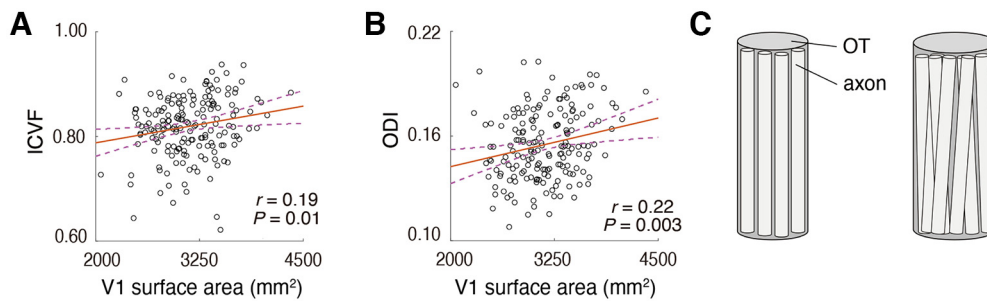 A
1.00
0.80
0.60
ICVF
r = 0.19
P = 0.01
2000 3250 4500
V1 surface area (mm²)
B
0.22
0.16
0.10
ODI
r = 0.22
P = 0.003
2000 3250 4500
V1 surface area (mm²)
C
OT
axon